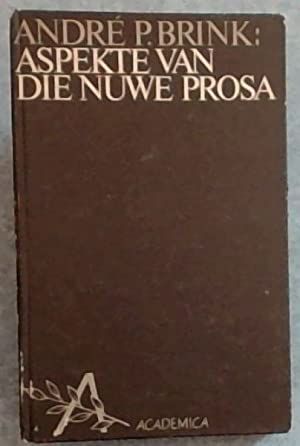 ANDRÉ P. BRINK:
ASPEKTE VAN
DIE NUWE PROSA
A
ACADEMICA